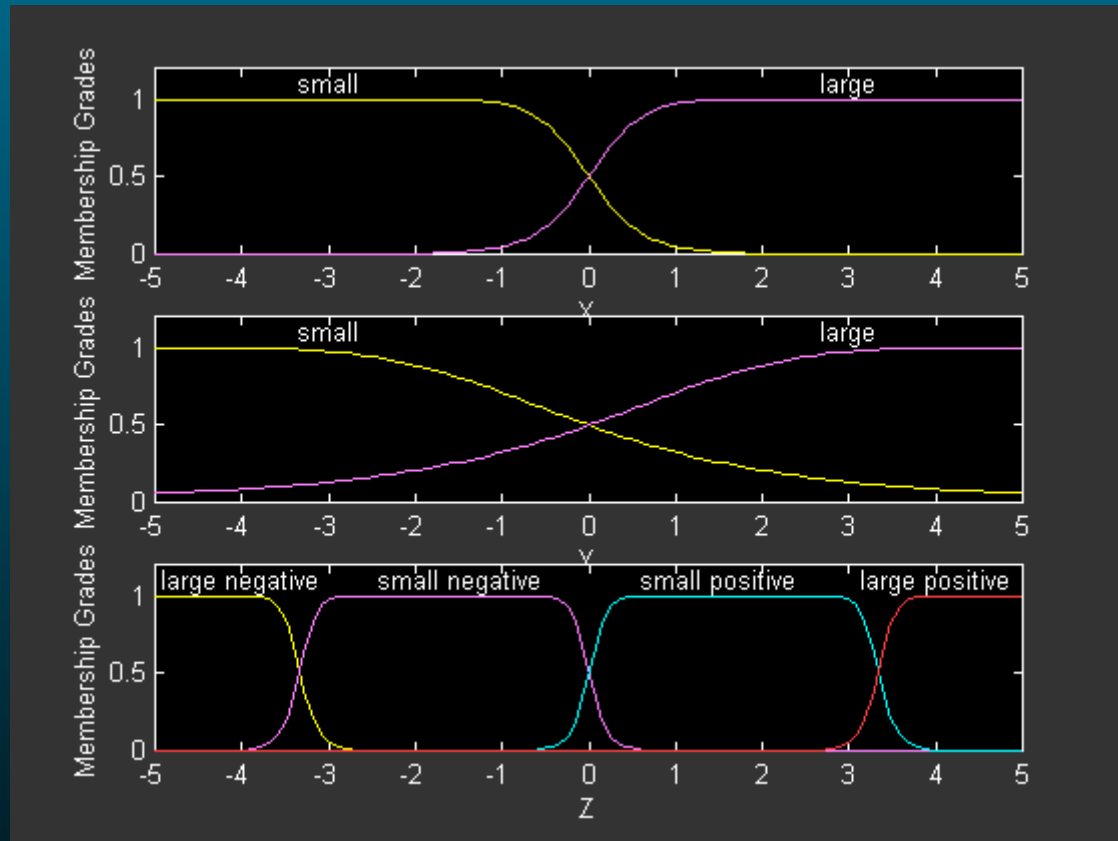 small large
Membership Grades
1
0.5
0
-5 -4 -3 -2 -1 0 1 2 3 4 5
X
small large
Membership Grades
1
0.5
0
-5 -4 -3 -2 -1 0 1 2 3 4 5
Y
large negative small negative small positive large positive
Membership Grades
1
0.5
0
-5 -4 -3 -2 -1 0 1 2 3 4 5
Z